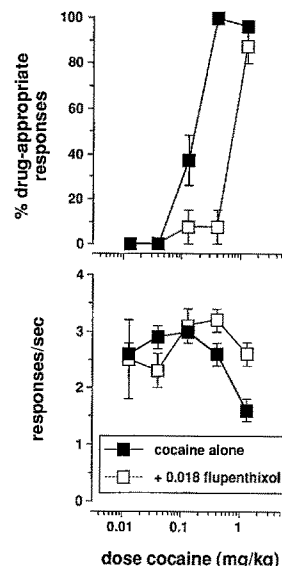 100
80
60
40
20
0
% drug-appropriate
responses
4
3
2
1
0
responses/sec
cocaine alone
+ 0.018 flupenthixol
0.01 0.1 1
dose cocaine (mg/kg)